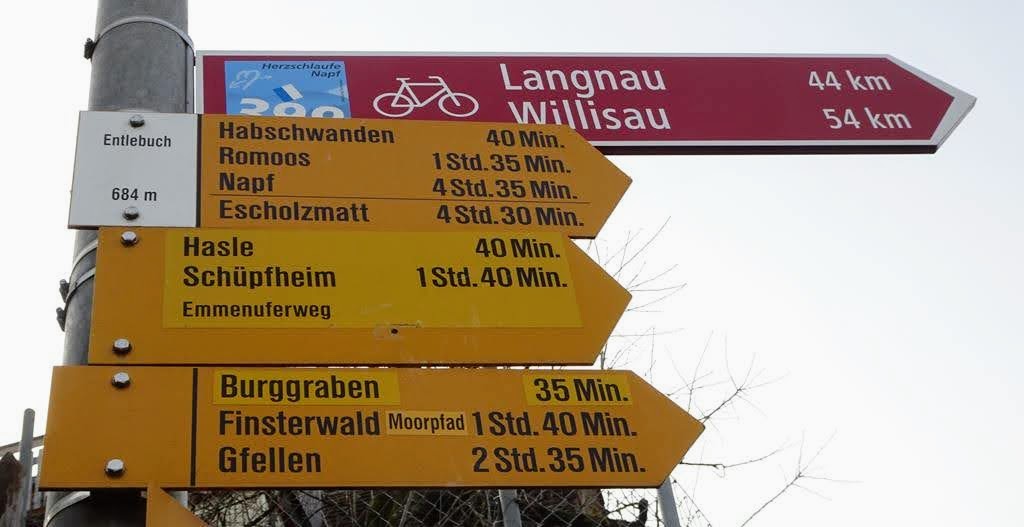 Herzschlaufe
Napf
399
Langnau 44 km
Willisau 54 km
Entlebuch
684 m
Habschwanden 40 Min.
Romoos 1 Std. 35 Min.
Napf 4 Std. 35 Min.
Escholzmatt 4 Std. 30 Min.
Hasle 40 Min.
Schüpfheim 1 Std. 40 Min.
Emmenuferweg
Burggraben 35 Min.
Finsterwald Moorpfad 1 Std. 40 Min.
Gfellen 2 Std. 35 Min.